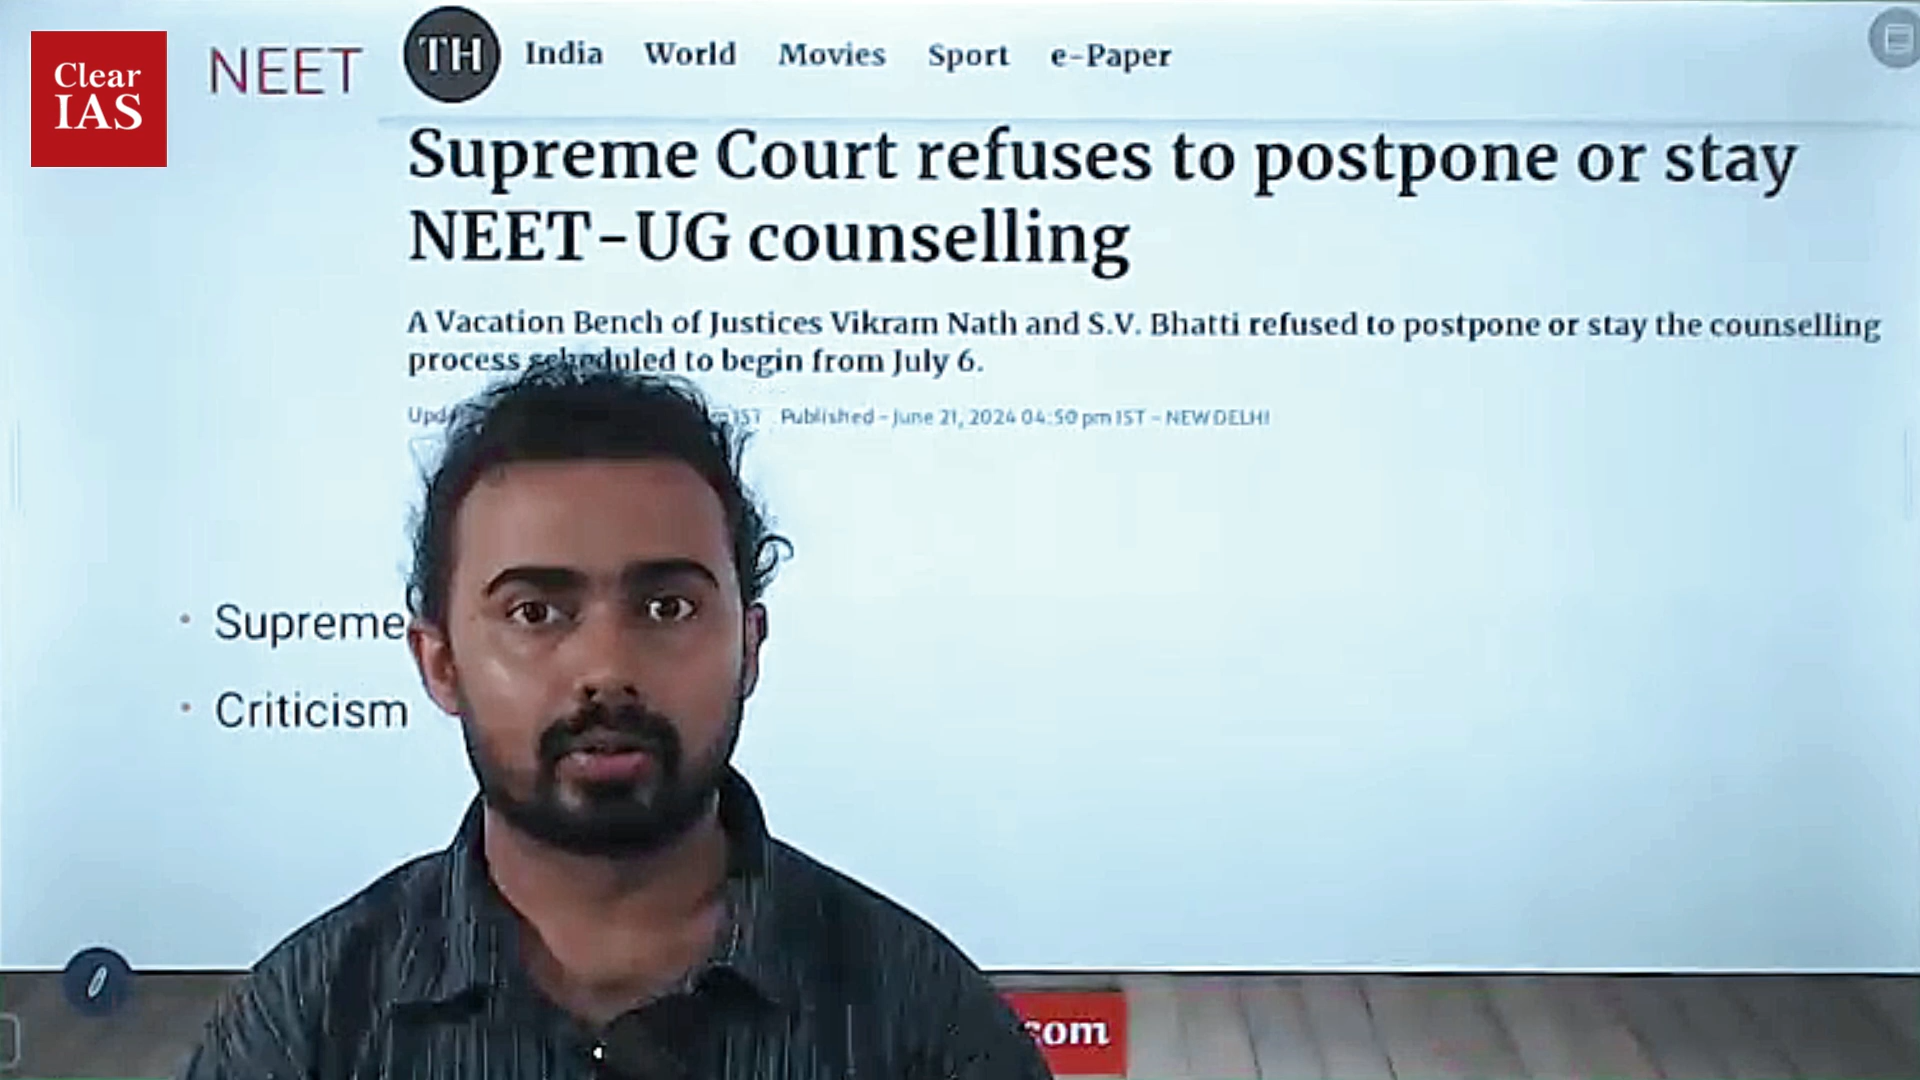 Clear
IAS
NEET
TH India World Movies Sport e-Paper
Supreme Court refuses to postpone or stay
NEET-UG counselling
A Vacation Bench of Justices Vikram Nath and S.V. Bhatti refused to postpone or stay the counselling
process scheduled to begin from July 6.
IST Published - June 21, 2024 04:50 pm IST - NEW DELHI
• Supreme
• Criticism
com